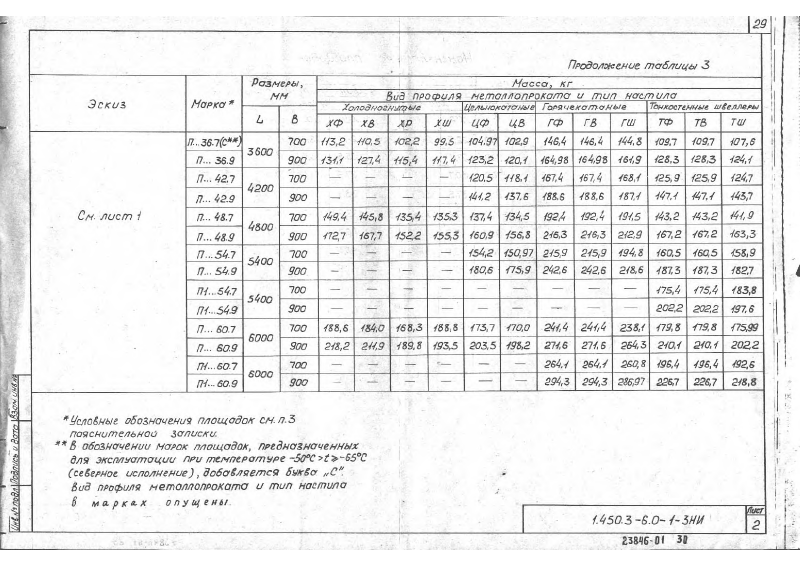 29
Продолжение таблицы 3
Эскиз Марка* Размеры, мм Масса, кг
Вид профиля металлопроката и тип настила
Холодногнутые Цельнокатаные Горячекатаные Тонкостенные швеллеры
L В ХФ ХВ ХР ХШ ЦФ ЦВ ГФ ГВ ГШ ТФ ТВ ТШ
См. лист 1
П...36.7(С**) 3600 700 113,2 110,5 102,2 99,5 104,97 102,9 146,4 146,4 144,8 109,7 109,7 107,6
П... 36.9 900 131,1 127,4 115,4 117,4 123,2 120,1 164,98 164,98 161,9 128,3 128,3 124,1
П... 42.7 4200 700 — — — — 120,5 118,1 167,4 167,4 168,1 125,9 125,9 124,7
П... 42.9 900 — — — — 141,2 137,6 188,6 188,6 187,1 147,1 147,1 143,7
П... 48.7 4800 700 149,4 145,8 135,4 135,3 137,4 134,5 192,4 192,4 191,5 143,2 143,2 141,9
П... 48.9 900 172,7 167,7 152,2 155,3 160,9 156,8 216,3 216,3 212,9 167,2 167,2 163,3
П... 54.7 5400 700 — — — — 154,2 150,97 215,9 215,9 194,8 160,5 160,5 158,9
П... 54.9 900 — — — — 180,6 175,9 242,6 242,6 218,6 187,3 187,3 182,7
П1... 54.7 5400 700 — — — — — — — — — 175,4 175,4 183,8
П1... 54.9 900 — — — — — — — — — 202,2 202,2 197,6
П... 60.7 6000 700 188,6 184,0 168,3 188,8 173,7 170,0 241,4 241,4 238,1 179,8 179,8 175,99
П... 60.9 900 218,2 211,9 189,8 193,5 203,5 198,2 271,6 271,6 264,3 210,1 210,1 202,2
П1... 60.7 6000 700 — — — — — — 264,1 264,1 260,8 196,4 196,4 192,6
П1... 60.9 900 — — — — — — 294,3 294,3 286,97 226,7 226,7 218,8
*Условные обозначения площадок см. п.3
пояснительной записки.
** В обозначении марок площадок, предназначенных
для эксплуатации при температуре -50°С > t ≥ -65°С
(северное исполнение), добавляется буква „С".
Вид профиля металлопроката и тип настила
в марках опущены.
Инв.№ подл. Подпись и дата Взам. инв.№
1.450.3-6.0-1-3НИ
Лист
2
23846-01 30